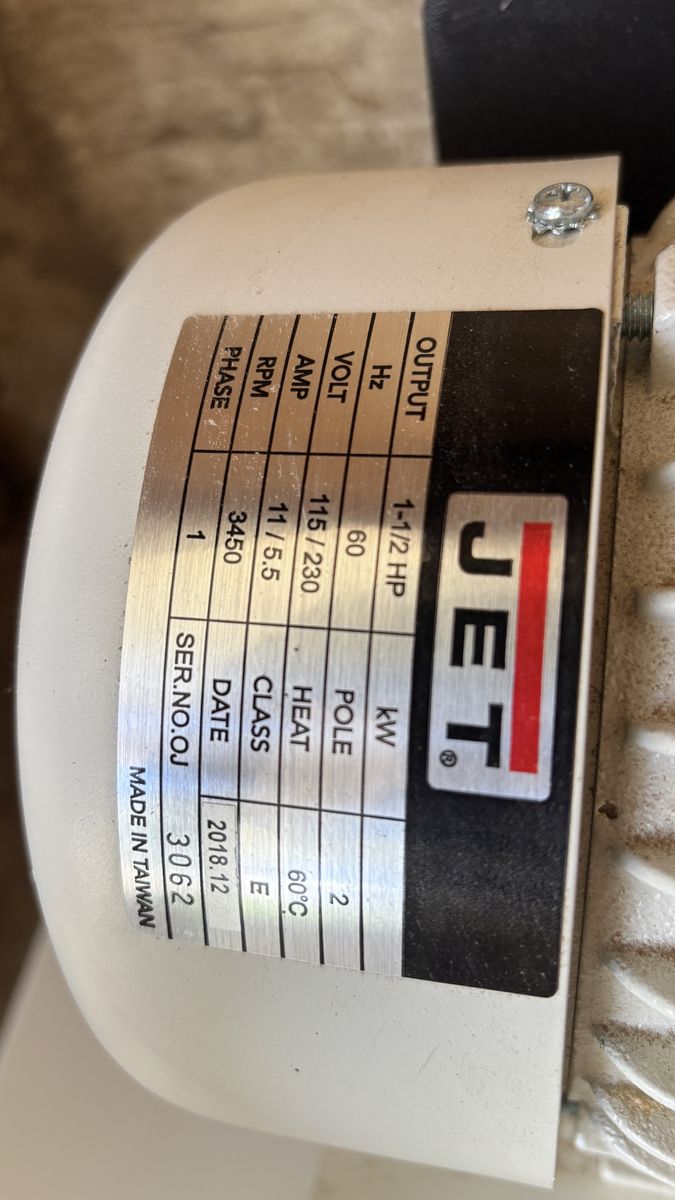 JET®
OUTPUT 1-1/2 HP kW
Hz 60 POLE 2
VOLT 115 / 230 HEAT 60°C
AMP 11 / 5.5 CLASS E
RPM 3450 DATE 2018.12
PHASE 1 SER.NO.OJ 3062
MADE IN TAIWAN